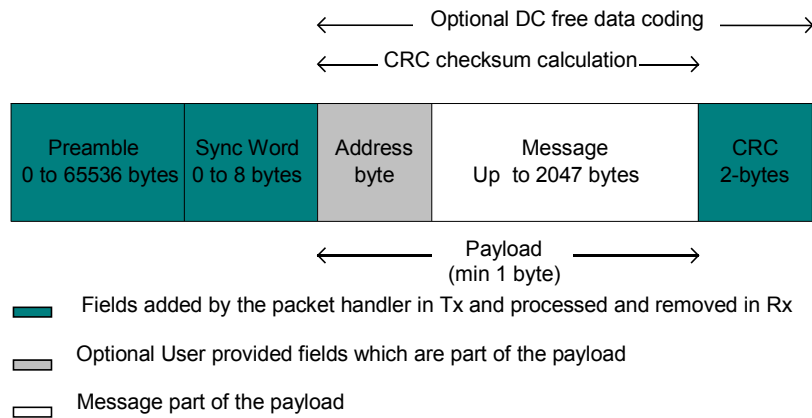 Optional DC free data coding
CRC checksum calculation
Preamble
0 to 65536 bytes
Sync Word
0 to 8 bytes
Address
byte
Message
Up to 2047 bytes
CRC
2-bytes
Payload
(min 1 byte)
Fields added by the packet handler in Tx and processed and removed in Rx
Optional User provided fields which are part of the payload
Message part of the payload